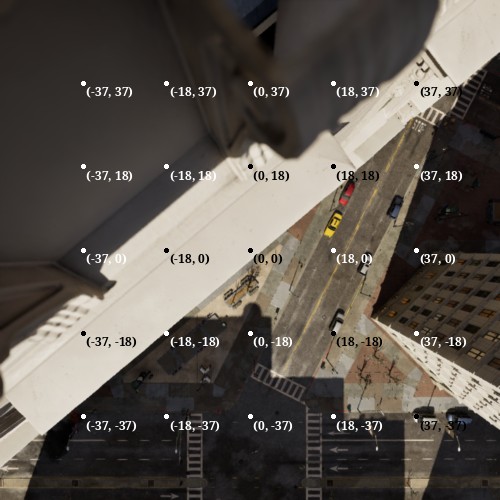 (-37, 37) (-18, 37) (0, 37) (18, 37) (37, 37)
(-37, 18) (-18, 18) (0, 18) (18, 18) (37, 18)
(-37, 0) (-18, 0) (0, 0) (18, 0) (37, 0)
(-37, -18) (-18, -18) (0, -18) (18, -18) (37, -18)
(-37, -37) (-18, -37) (0, -37) (18, -37) (37, -37)